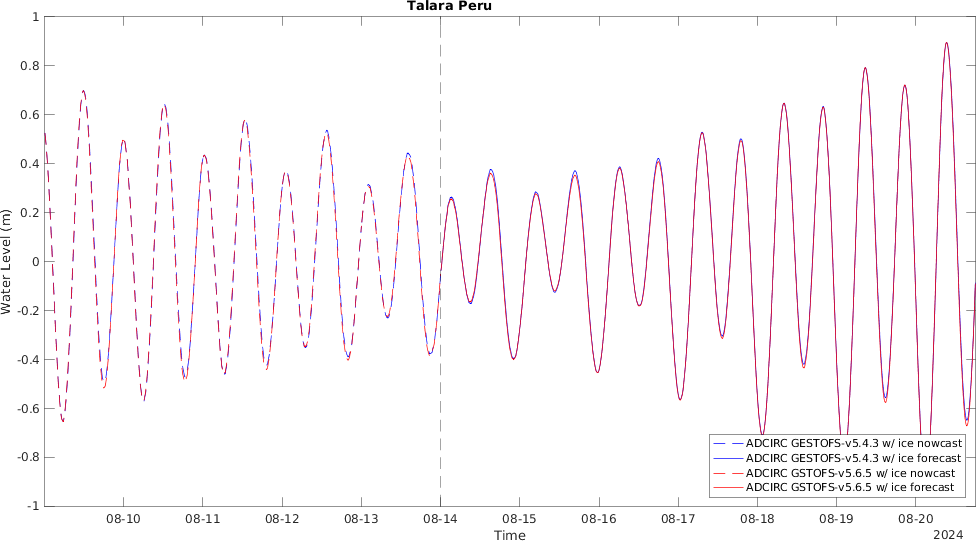 Talara Peru
1
0.8
0.6
0.4
0.2
0
-0.2
-0.4
-0.6
-0.8
-1
Water Level (m)
ADCIRC GESTOFS-v5.4.3 w/ ice nowcast
ADCIRC GESTOFS-v5.4.3 w/ ice forecast
ADCIRC GSTOFS-v5.6.5 w/ ice nowcast
ADCIRC GSTOFS-v5.6.5 w/ ice forecast
08-10 08-11 08-12 08-13 08-14 08-15 08-16 08-17 08-18 08-19 08-20
Time
2024